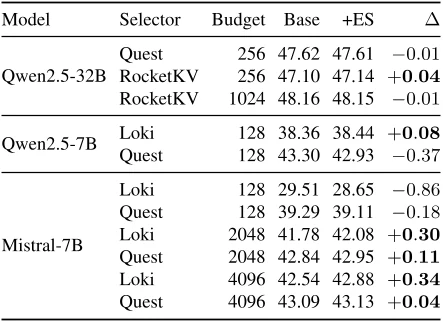 Model Selector Budget Base +ES Δ
Quest 256 47.62 47.61 −0.01
Qwen2.5-32B RocketKV 256 47.10 47.14 +0.04
RocketKV 1024 48.16 48.15 −0.01
Qwen2.5-7B Loki 128 38.36 38.44 +0.08
Quest 128 43.30 42.93 −0.37
Loki 128 29.51 28.65 −0.86
Quest 128 39.29 39.11 −0.18
Mistral-7B Loki 2048 41.78 42.08 +0.30
Quest 2048 42.84 42.95 +0.11
Loki 4096 42.54 42.88 +0.34
Quest 4096 43.09 43.13 +0.04